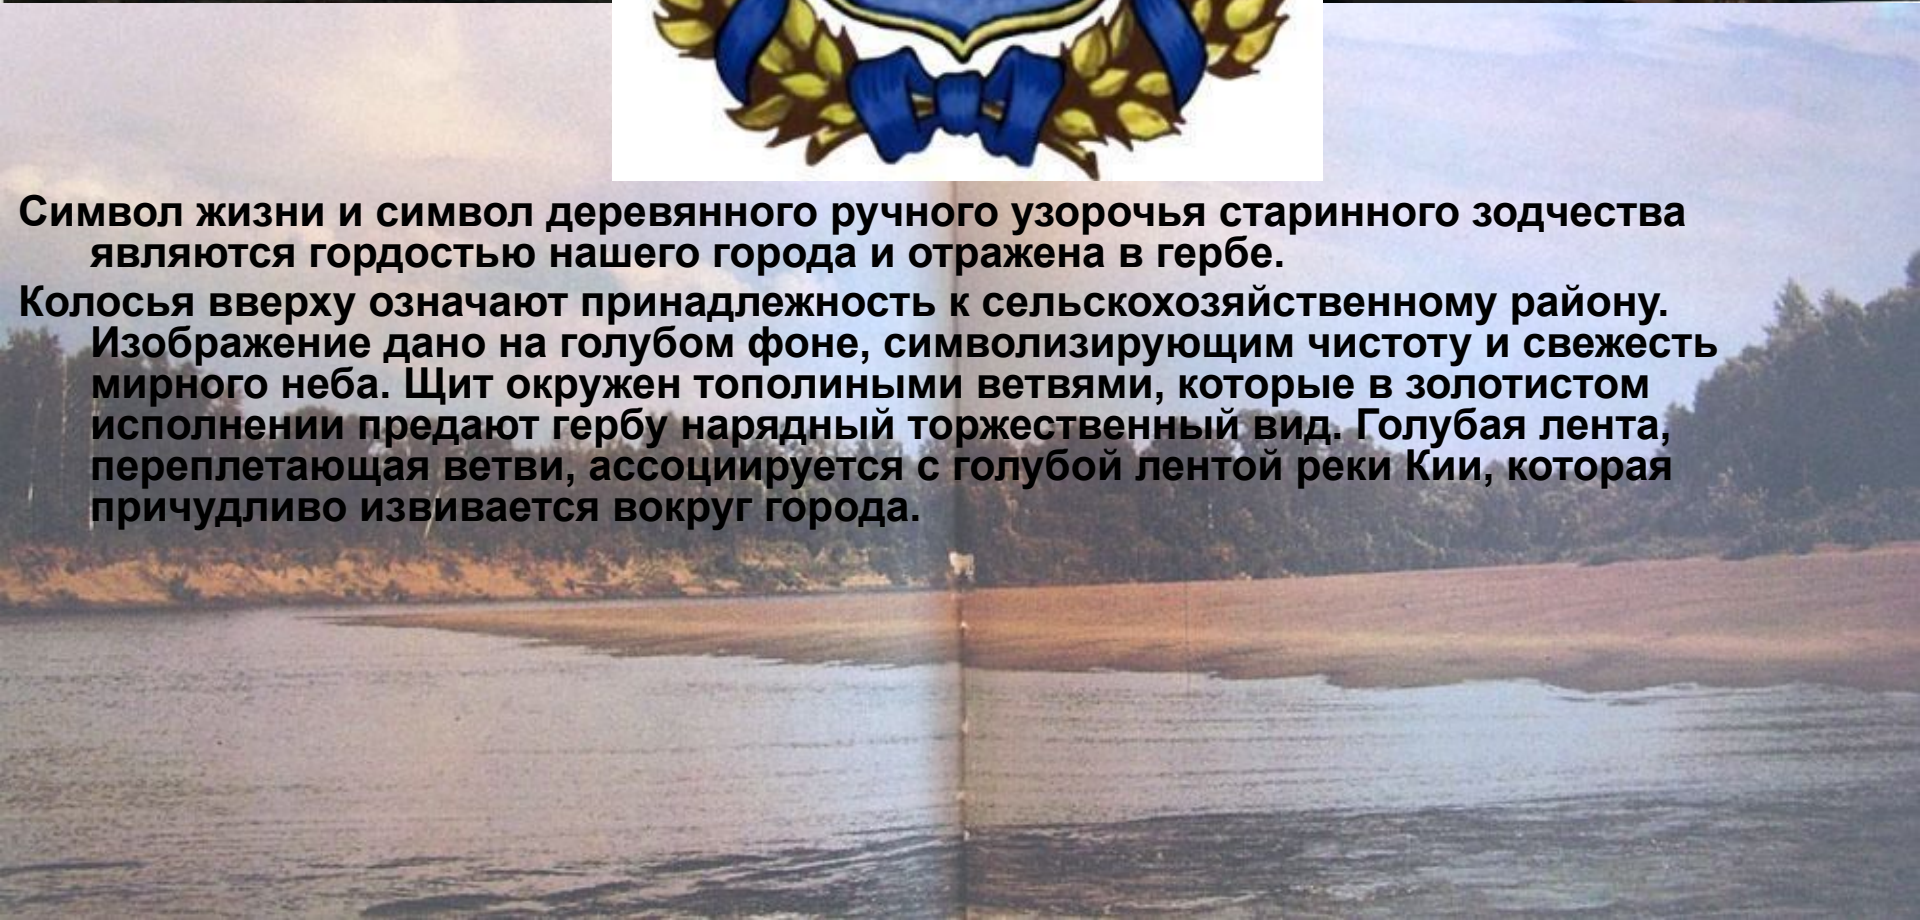 Символ жизни и символ деревянного ручного узорочья старинного зодчества
являются гордостью нашего города и отражена в гербе.
Колосья вверху означают принадлежность к сельскохозяйственному району.
Изображение дано на голубом фоне, символизирующим чистоту и свежесть
мирного неба. Щит окружен тополиными ветвями, которые в золотистом
исполнении предают гербу нарядный торжественный вид. Голубая лента,
переплетающая ветви, ассоциируется с голубой лентой реки Кии, которая
причудливо извивается вокруг города.